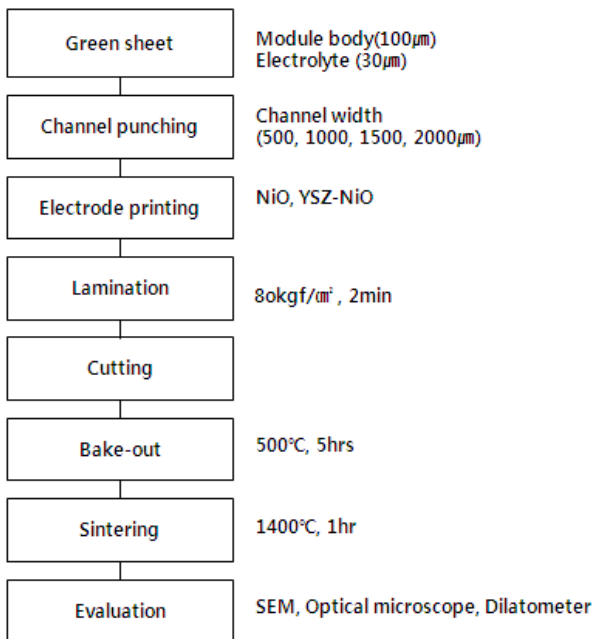 Green sheet
Module body(100㎛)
Electrolyte (30㎛)
Channel punching
Channel width
(500, 1000, 1500, 2000㎛)
Electrode printing
NiO, YSZ-NiO
Lamination
8okgf/㎠, 2min
Cutting
Bake-out
500℃, 5hrs
Sintering
1400℃, 1hr
Evaluation
SEM, Optical microscope, Dilatometer